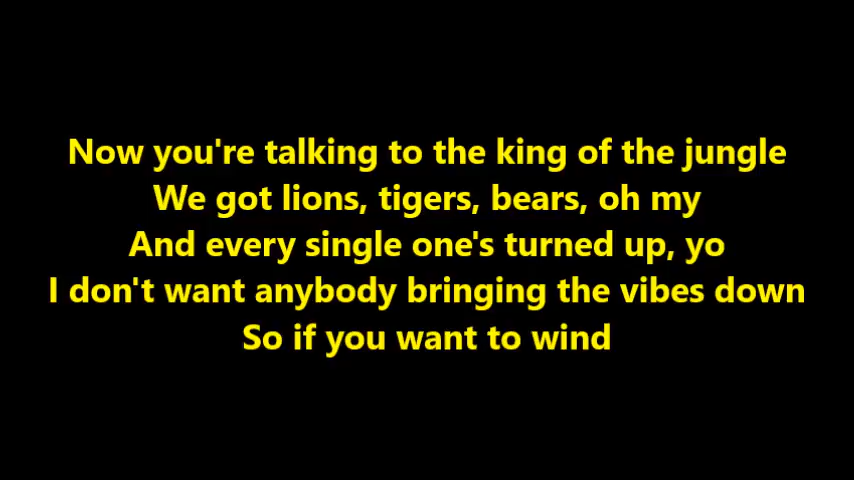 Now you're talking to the king of the jungle
We got lions, tigers, bears, oh my
And every single one's turned up, yo
I don't want anybody bringing the vibes down
So if you want to wind